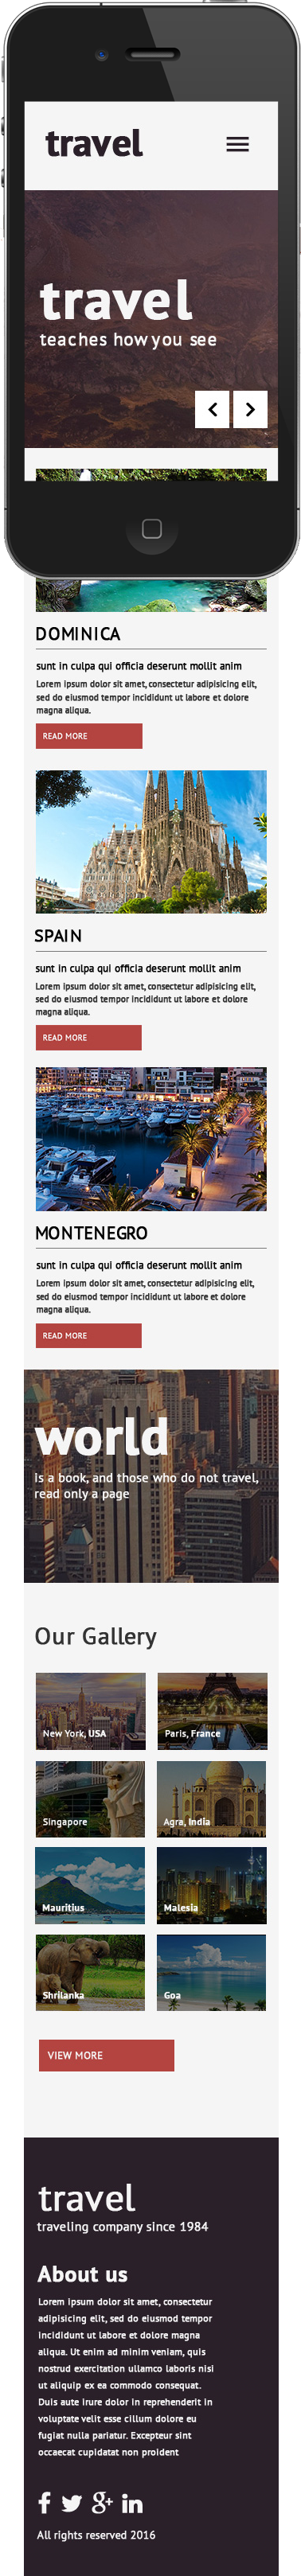 travel
travel
teaches how you see
DOMINICA
sunt in culpa qui officia deserunt mollit anim
Lorem ipsum dolor sit amet, consectetur adipisicing elit,
sed do eiusmod tempor incididunt ut labore et dolore
magna aliqua.
READ MORE
SPAIN
sunt in culpa qui officia deserunt mollit anim
Lorem ipsum dolor sit amet, consectetur adipisicing elit,
sed do eiusmod tempor incididunt ut labore et dolore
magna aliqua.
READ MORE
MONTENEGRO
sunt in culpa qui officia deserunt mollit anim
Lorem ipsum dolor sit amet, consectetur adipisicing elit,
sed do eiusmod tempor incididunt ut labore et dolore
magna aliqua.
READ MORE
world
is a book, and those who do not travel,
read only a page
Our Gallery
New York, USA
Paris, France
Singapore
Agra, India
Mauritius
Malesia
Shrilanka
Goa
VIEW MORE
travel
traveling company since 1984
About us
Lorem ipsum dolor sit amet, consectetur
adipisicing elit, sed do eiusmod tempor
incididunt ut labore et dolore magna
aliqua. Ut enim ad minim veniam, quis
nostrud exercitation ullamco laboris nisi
ut aliquip ex ea commodo consequat.
Duis aute irure dolor in reprehenderit in
voluptate velit esse cillum dolore eu
fugiat nulla pariatur. Excepteur sint
occaecat cupidatat non proident
All rights reserved 2016